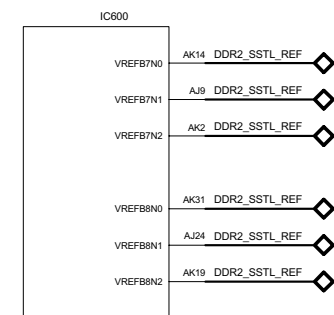 IC600
VREFB7N0 AK14 DDR2_SSTL_REF
VREFB7N1 AJ9 DDR2_SSTL_REF
VREFB7N2 AK2 DDR2_SSTL_REF
VREFB8N0 AK31 DDR2_SSTL_REF
VREFB8N1 AJ24 DDR2_SSTL_REF
VREFB8N2 AK19 DDR2_SSTL_REF